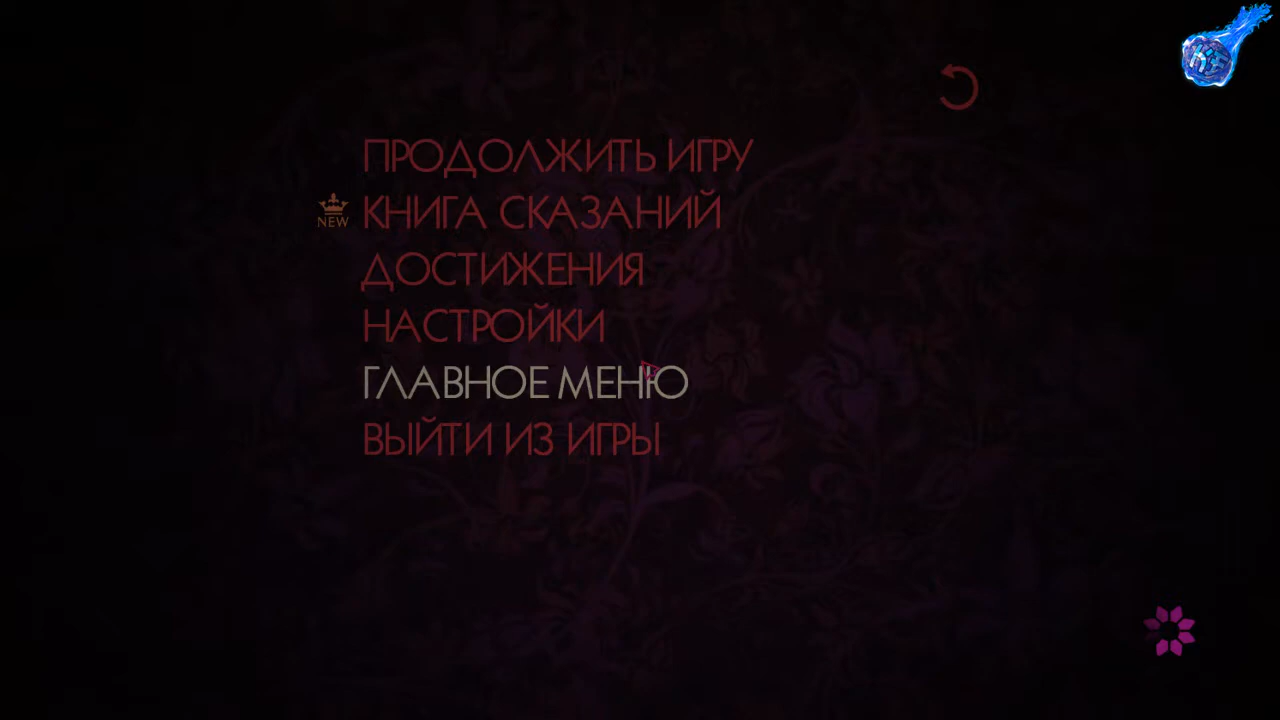 ПРОДОЛЖИТЬ ИГРУ
NEW КНИГА СКАЗАНИЙ
ДОСТИЖЕНИЯ
НАСТРОЙКИ
ГЛАВНОЕ МЕНЮ
ВЫЙТИ ИЗ ИГРЫ